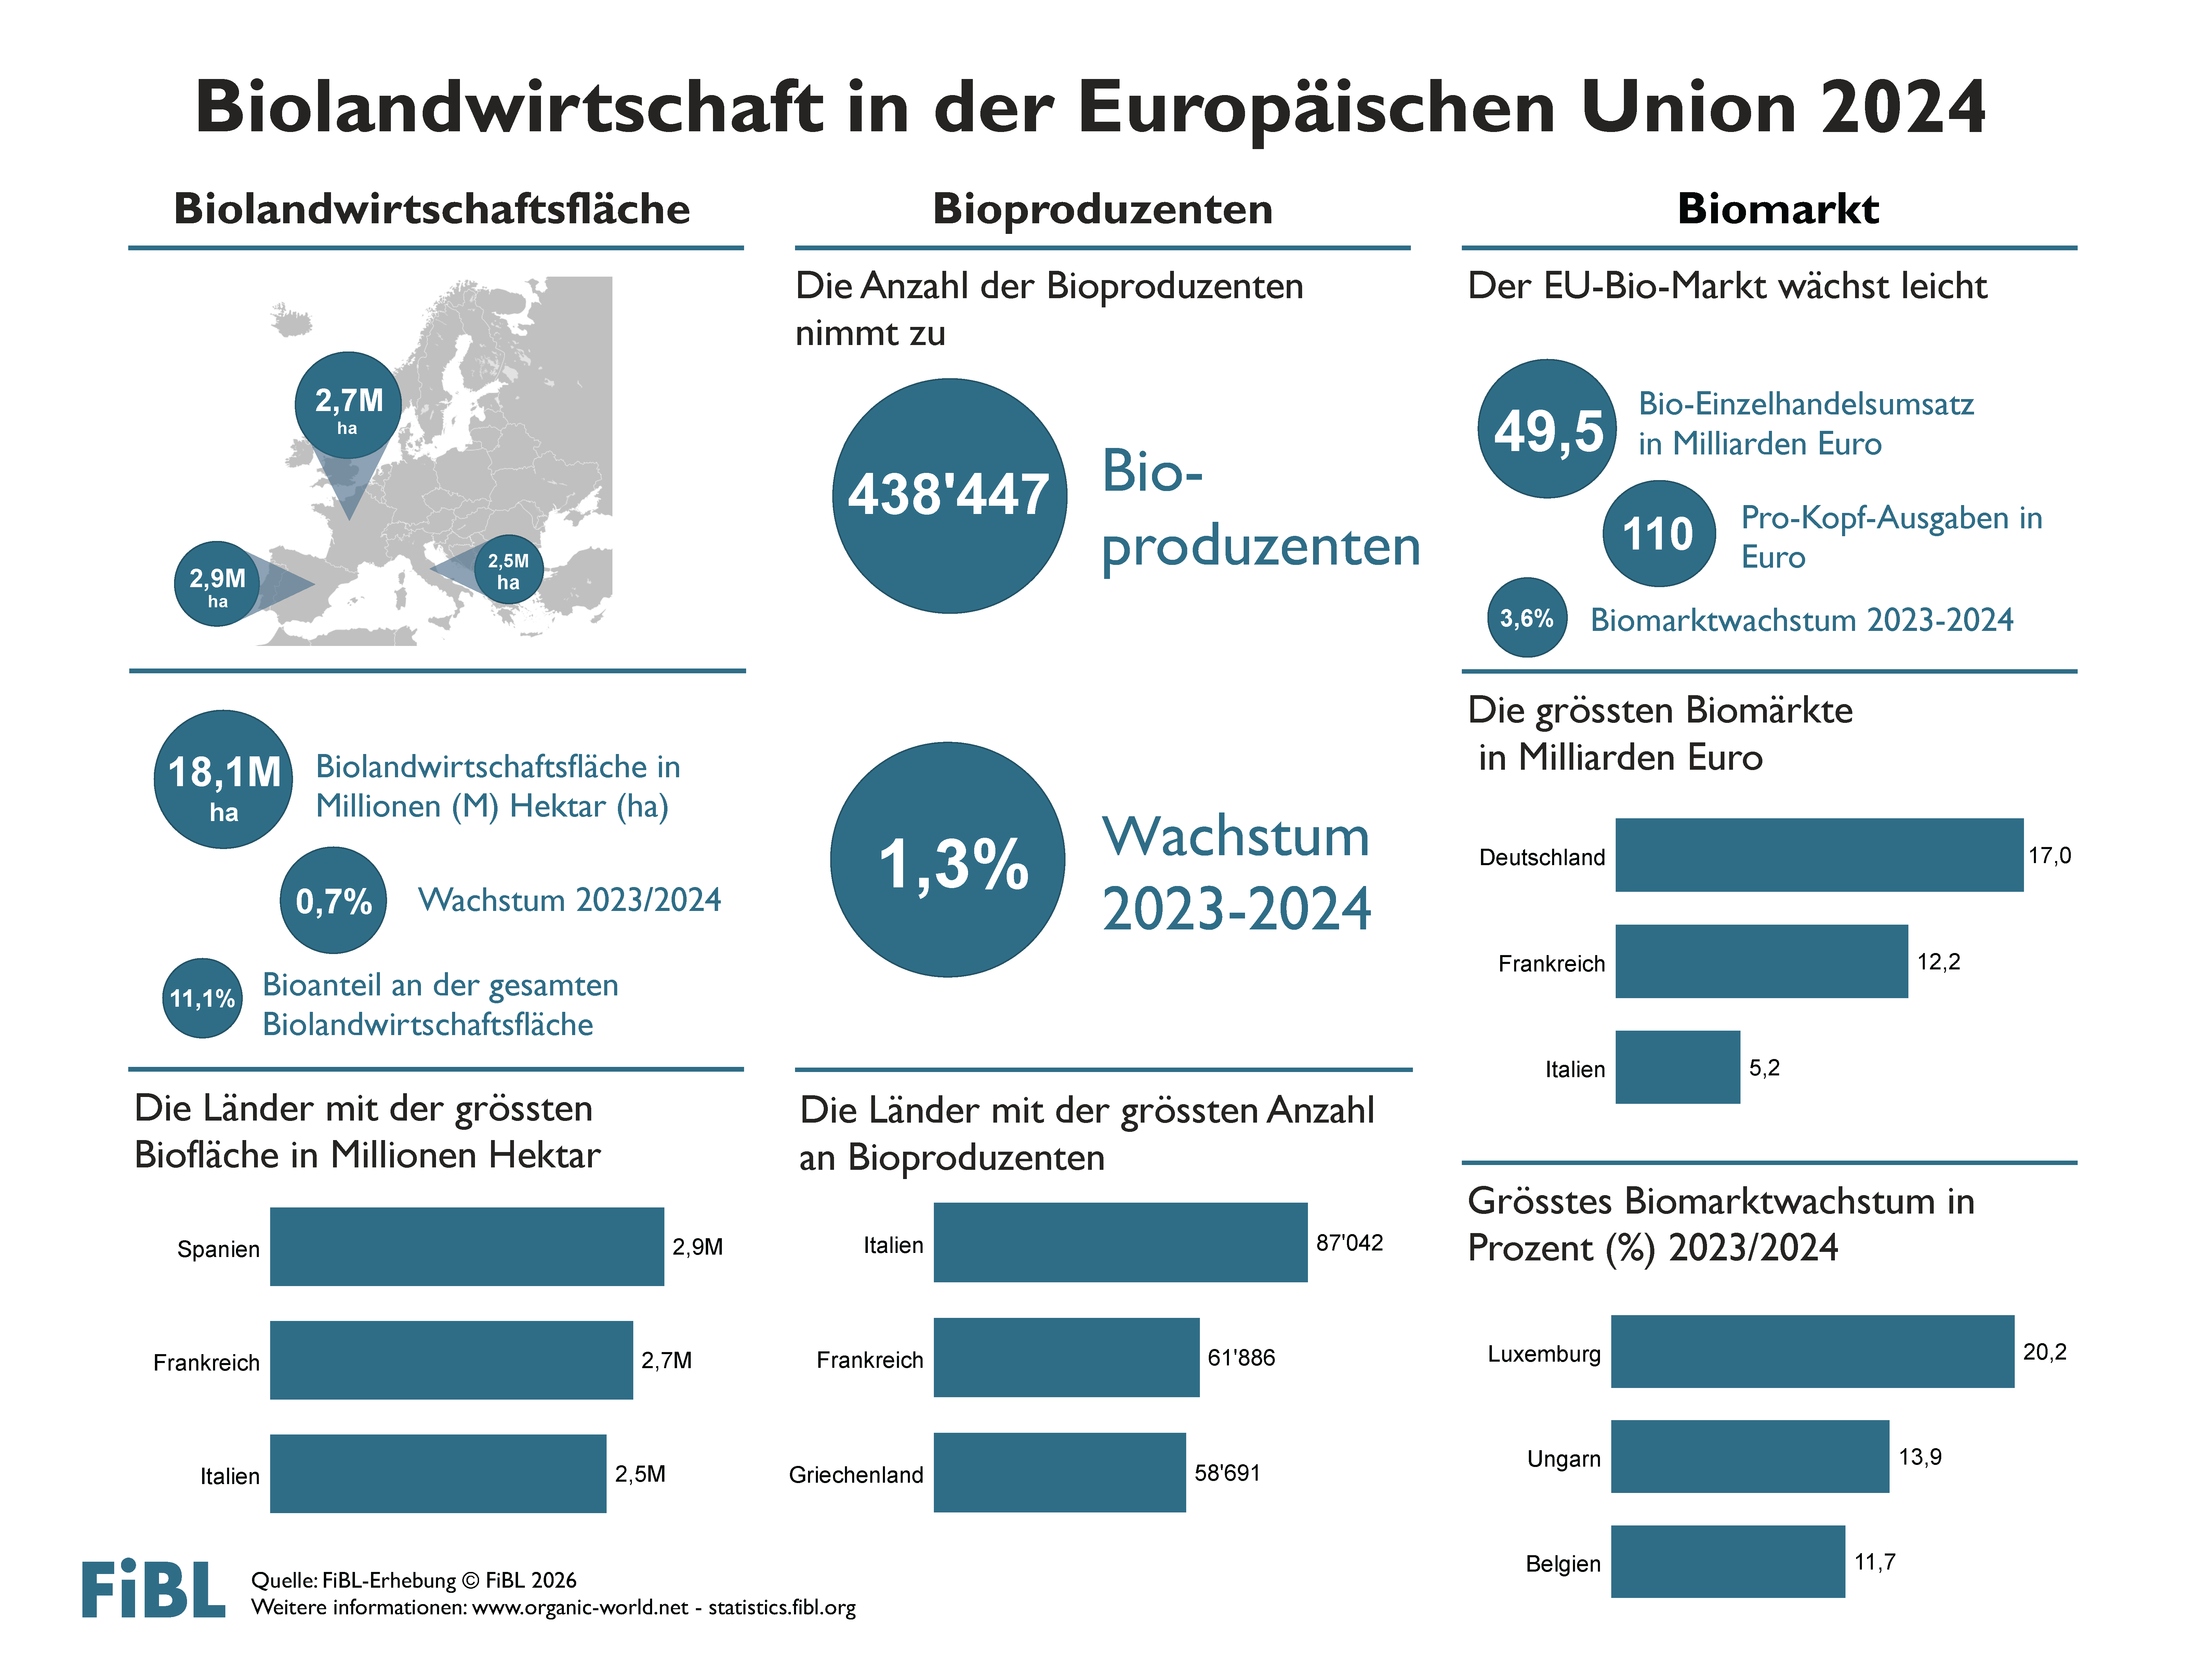 Biolandwirtschaft in der Europäischen Union 2024
Biolandwirtschaftsfläche
2,7M
ha
2,9M
ha
2,5M
ha
18,1M
ha
Biolandwirtschaftsfläche in
Millionen (M) Hektar (ha)
0,7%
Wachstum 2023/2024
11,1%
Bioanteil an der gesamten
Biolandwirtschaftsfläche
Die Länder mit der grössten
Biofläche in Millionen Hektar
Spanien 2,9M
Frankreich 2,7M
Italien 2,5M
Bioproduzenten
Die Anzahl der Bioproduzenten
nimmt zu
438'447
Bio-
produzenten
1,3%
Wachstum
2023-2024
Die Länder mit der grössten Anzahl
an Bioproduzenten
Italien 87'042
Frankreich 61'886
Griechenland 58'691
Biomarkt
Der EU-Bio-Markt wächst leicht
49,5
Bio-Einzelhandelsumsatz
in Milliarden Euro
110
Pro-Kopf-Ausgaben in
Euro
3,6%
Biomarktwachstum 2023-2024
Die grössten Biomärkte
in Milliarden Euro
Deutschland 17,0
Frankreich 12,2
Italien 5,2
Grösstes Biomarktwachstum in
Prozent (%) 2023/2024
Luxemburg 20,2
Ungarn 13,9
Belgien 11,7
FiBL
Quelle: FiBL-Erhebung © FiBL 2026
Weitere informationen: www.organic-world.net - statistics.fibl.org